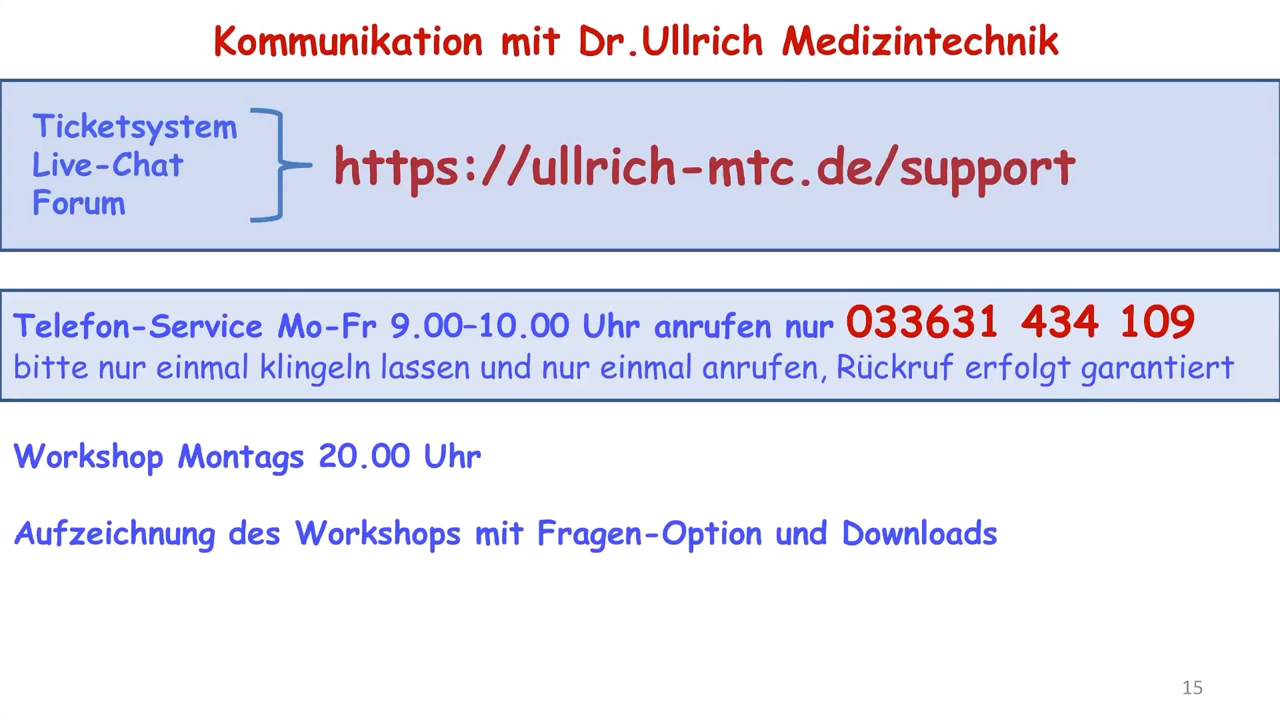 Kommunikation mit Dr.Ullrich Medizintechnik
Ticketsystem
Live-Chat
Forum
https://ullrich-mtc.de/support
Telefon-Service Mo-Fr 9.00–10.00 Uhr anrufen nur 033631 434 109
bitte nur einmal klingeln lassen und nur einmal anrufen, Rückruf erfolgt garantiert
Workshop Montags 20.00 Uhr
Aufzeichnung des Workshops mit Fragen-Option und Downloads
15